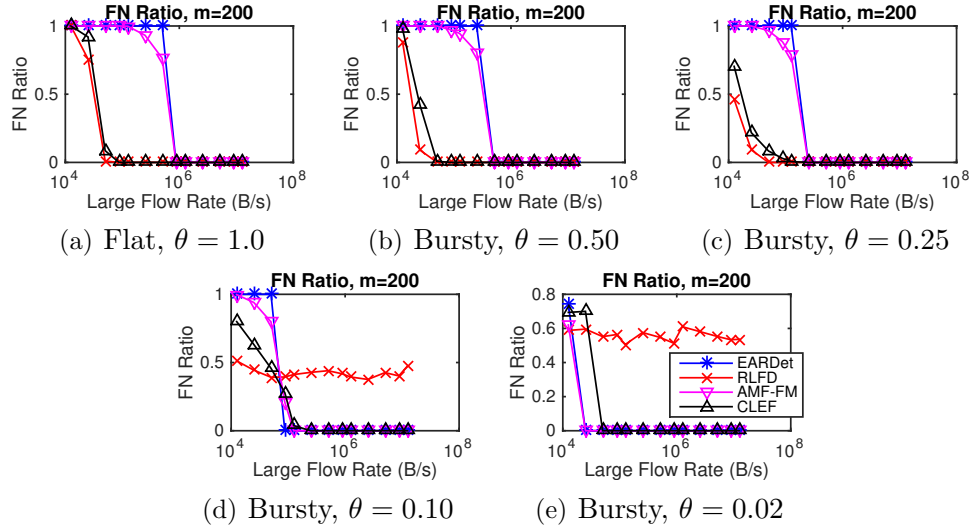 FN Ratio, m=200 FN Ratio, m=200 FN Ratio, m=200
FN Ratio FN Ratio FN Ratio
1 1 1
0.5 0.5 0.5
0 0 0
10^4 10^6 10^8 10^4 10^6 10^8 10^4 10^6 10^8
Large Flow Rate (B/s) Large Flow Rate (B/s) Large Flow Rate (B/s)
(a) Flat, θ = 1.0 (b) Bursty, θ = 0.50 (c) Bursty, θ = 0.25
FN Ratio, m=200 FN Ratio, m=200
FN Ratio FN Ratio
1 0.8
0.6
0.5 0.4
0.2
0 0
EARDet
RLFD
AMF-FM
CLEF
10^4 10^6 10^8 10^4 10^6 10^8
Large Flow Rate (B/s) Large Flow Rate (B/s)
(d) Bursty, θ = 0.10 (e) Bursty, θ = 0.02